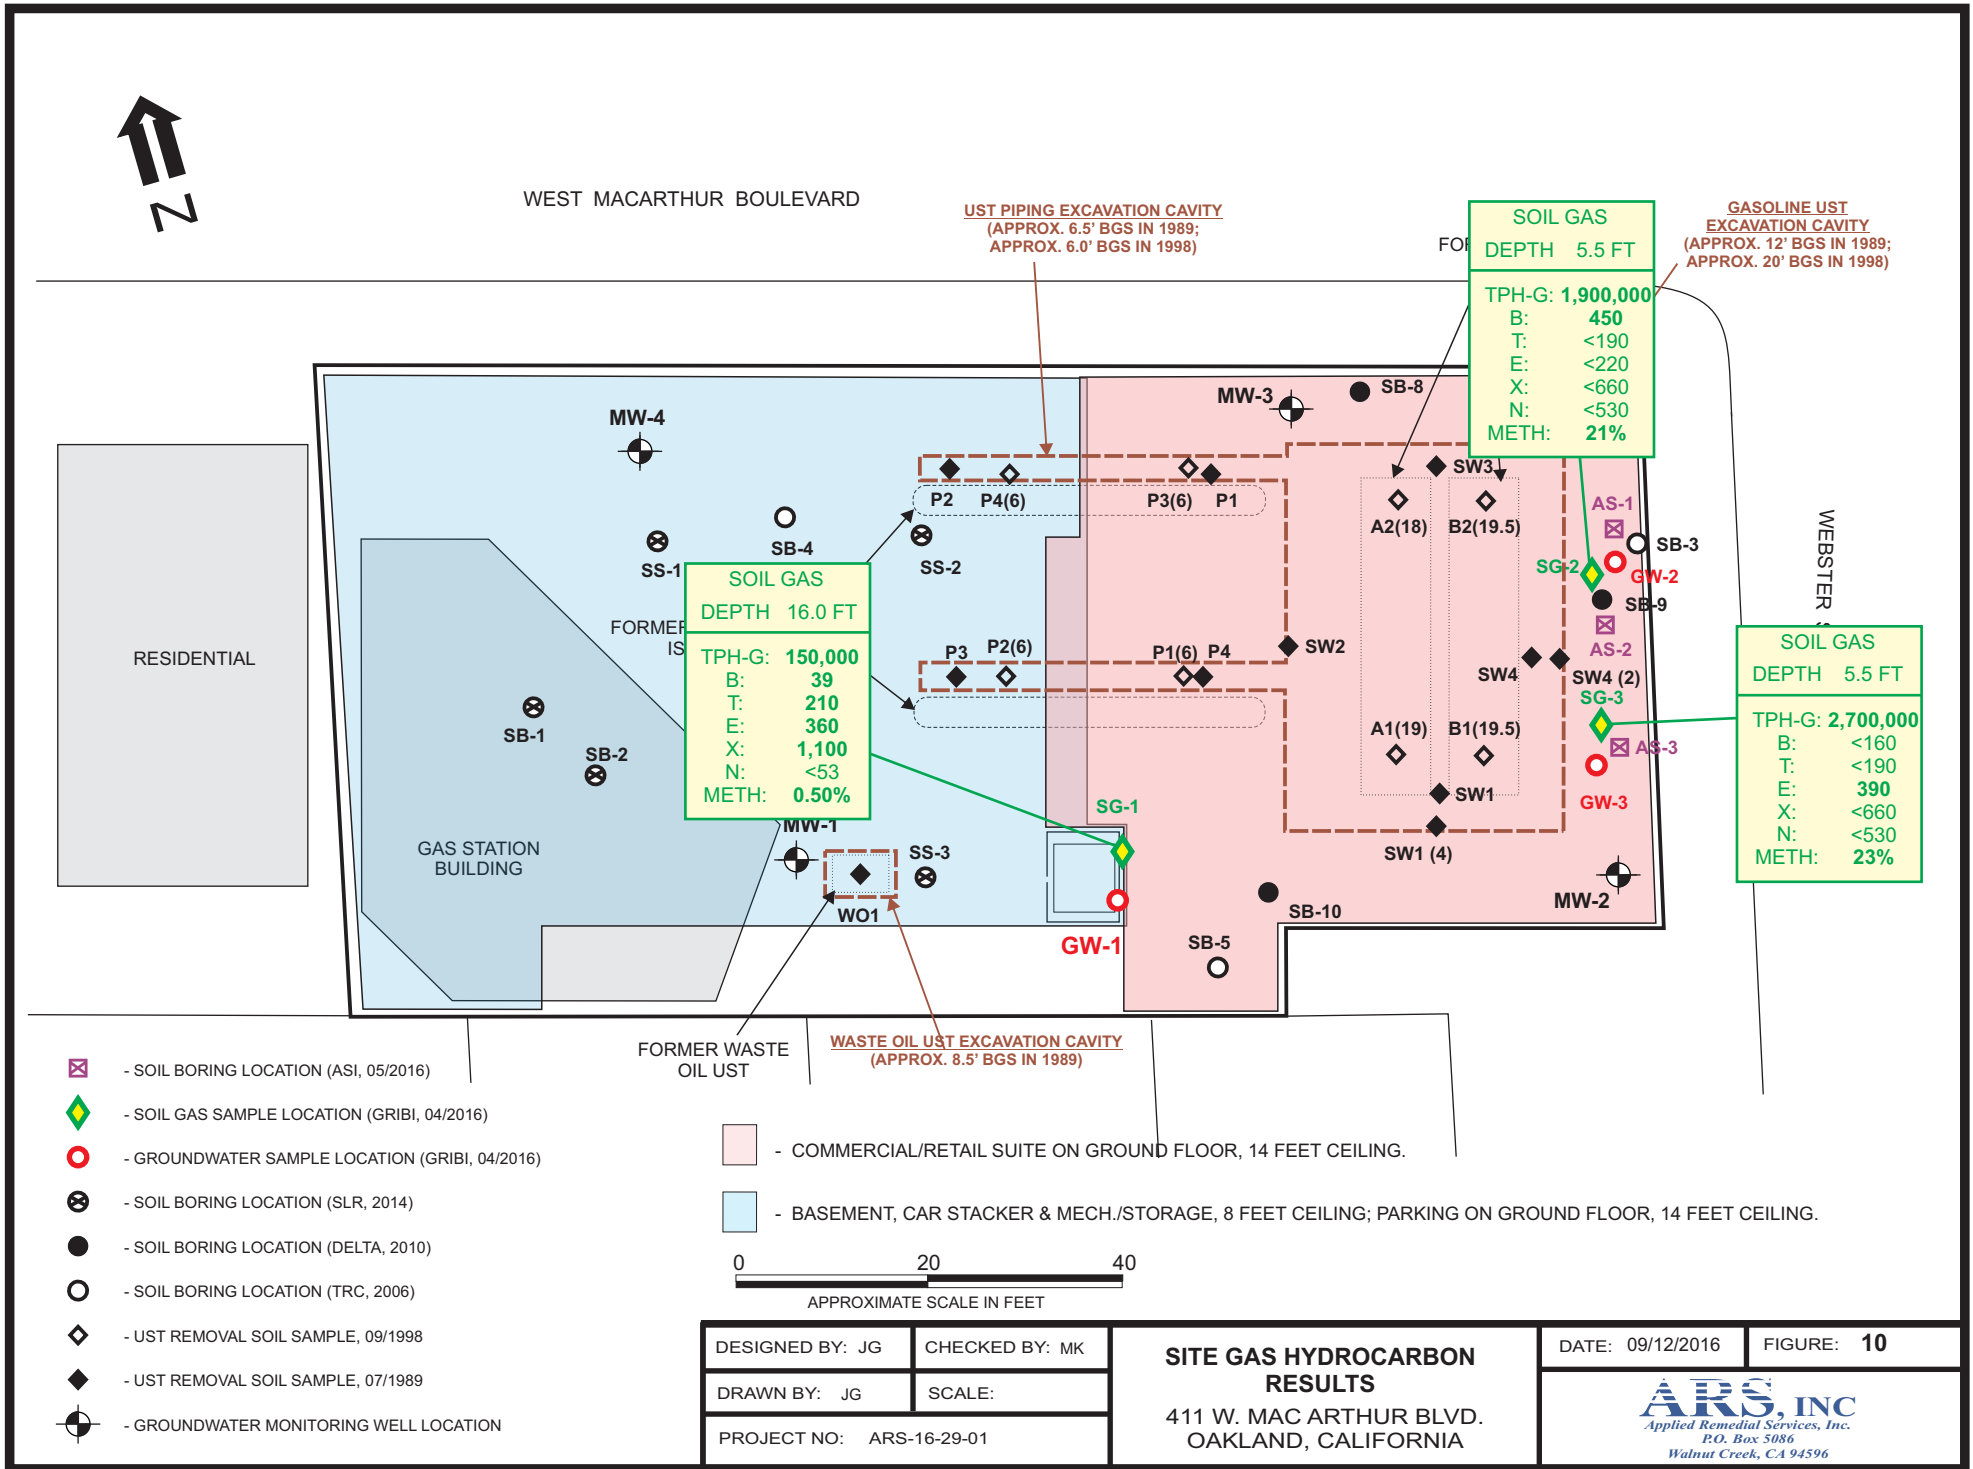 N
WEST MACARTHUR BOULEVARD
UST PIPING EXCAVATION CAVITY
(APPROX. 6.5' BGS IN 1989;
APPROX. 6.0' BGS IN 1998)
SOIL GAS
DEPTH 5.5 FT
TPH-G: 1,900,000
B: 450
T: <190
E: <220
X: <660
N: <530
METH: 21%
GASOLINE UST
EXCAVATION CAVITY
(APPROX. 12' BGS IN 1989;
APPROX. 20' BGS IN 1998)
MW-4
MW-3
SB-8
SW3
P2
P4(6)
P3(6)
P1
A2(18)
B2(19.5)
AS-1
SB-3
SS-1
SB-4
SS-2
SG-2
GW-2
SB-9
WEBSTER
RESIDENTIAL
FORMER
SOIL GAS
DEPTH 16.0 FT
TPH-G: 150,000
B: 39
T: 210
E: 360
X: 1,100
N: <53
METH: 0.50%
P3
P2(6)
P1(6)
P4
SW2
SW4
AS-2
SW4 (2)
SG-3
SOIL GAS
DEPTH 5.5 FT
TPH-G: 2,700,000
B: <160
T: <190
E: 390
X: <660
N: <530
METH: 23%
SB-1
SB-2
A1(19)
B1(19.5)
AS-3
SW1
GW-3
SG-1
MW-1
GAS STATION
BUILDING
SS-3
SW1 (4)
WO1
GW-1
SB-10
SB-5
MW-2
FORMER WASTE
OIL UST
WASTE OIL UST EXCAVATION CAVITY
(APPROX. 8.5' BGS IN 1989)
- SOIL BORING LOCATION (ASI, 05/2016)
- SOIL GAS SAMPLE LOCATION (GRIBI, 04/2016)
- GROUNDWATER SAMPLE LOCATION (GRIBI, 04/2016)
- SOIL BORING LOCATION (SLR, 2014)
- SOIL BORING LOCATION (DELTA, 2010)
- SOIL BORING LOCATION (TRC, 2006)
- UST REMOVAL SOIL SAMPLE, 09/1998
- UST REMOVAL SOIL SAMPLE, 07/1989
- GROUNDWATER MONITORING WELL LOCATION
- COMMERCIAL/RETAIL SUITE ON GROUND FLOOR, 14 FEET CEILING.
- BASEMENT, CAR STACKER & MECH./STORAGE, 8 FEET CEILING; PARKING ON GROUND FLOOR, 14 FEET CEILING.
0 20 40
APPROXIMATE SCALE IN FEET
DESIGNED BY: JG
CHECKED BY: MK
DRAWN BY: JG
SCALE:
PROJECT NO: ARS-16-29-01
SITE GAS HYDROCARBON
RESULTS
411 W. MAC ARTHUR BLVD.
OAKLAND, CALIFORNIA
DATE: 09/12/2016
FIGURE: 10
ARS, INC
Applied Remedial Services, Inc.
P.O. Box 5086
Walnut Creek, CA 94596